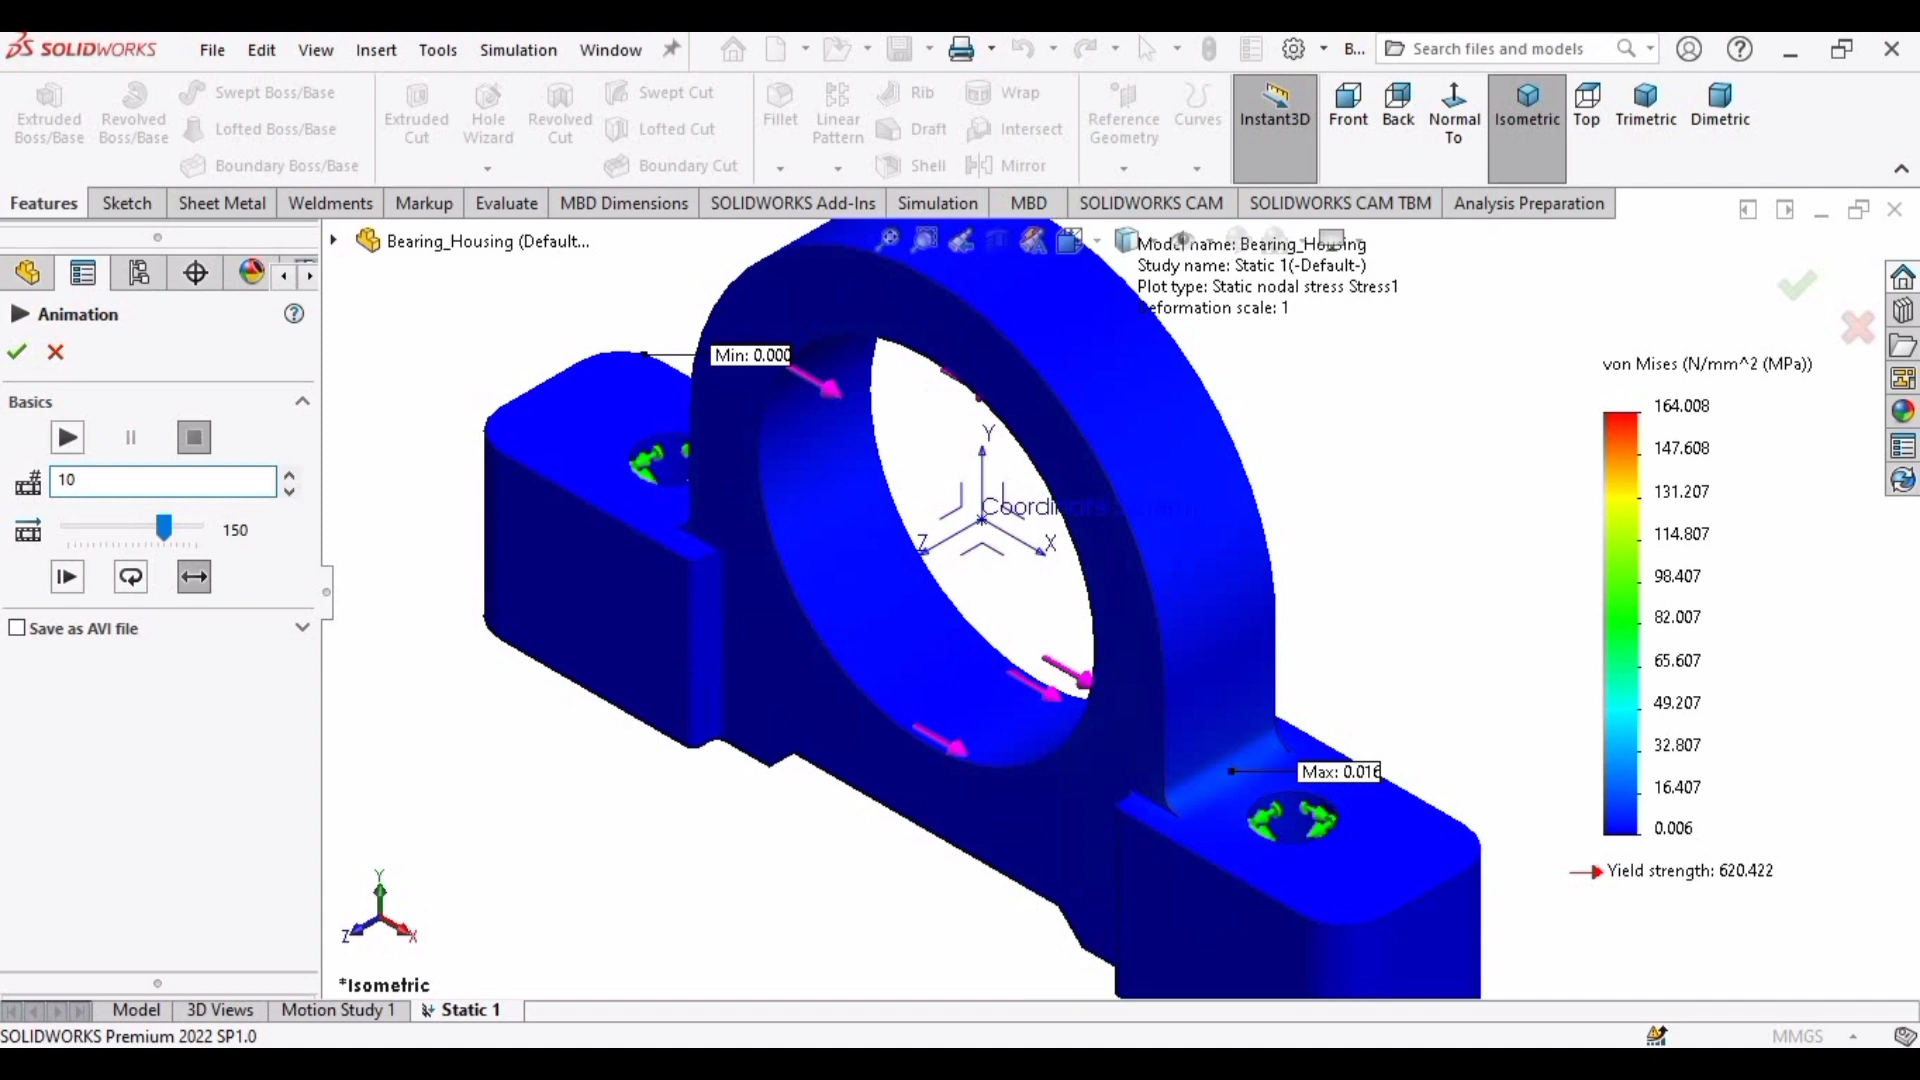 SOLIDWORKS
File Edit View Insert Tools Simulation Window
B...
Search files and models
Extruded Boss/Base
Revolved Boss/Base
Swept Boss/Base
Lofted Boss/Base
Boundary Boss/Base
Extruded Cut
Hole Wizard
Revolved Cut
Swept Cut
Lofted Cut
Boundary Cut
Fillet
Linear Pattern
Rib
Draft
Shell
Wrap
Intersect
Mirror
Reference Geometry
Curves
Instant3D
Front
Back
Normal To
Isometric
Top
Trimetric
Dimetric
Features Sketch Sheet Metal Weldments Markup Evaluate MBD Dimensions SOLIDWORKS Add-Ins Simulation MBD SOLIDWORKS CAM SOLIDWORKS CAM TBM Analysis Preparation
Bearing_Housing (Default...
Model name: Bearing_Housing
Study name: Static 1(-Default-)
Plot type: Static nodal stress Stress1
Deformation scale: 1
Animation
Basics
10
150
Save as AVI file
Min: 0.000
Y
Z
X
Max: 0.016
von Mises (N/mm^2 (MPa))
164.008
147.608
131.207
114.807
98.407
82.007
65.607
49.207
32.807
16.407
0.006
Yield strength: 620.422
Y
Z
X
*Isometric
Model 3D Views Motion Study 1 Static 1
SOLIDWORKS Premium 2022 SP1.0
MMGS